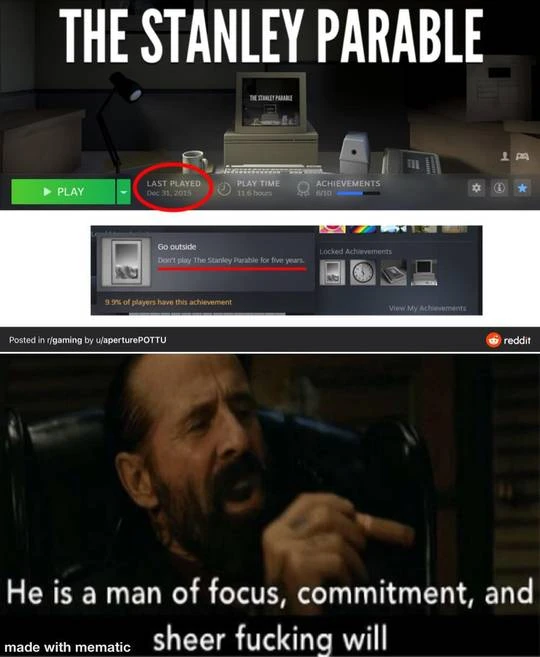 THE STANLEY PARABLE
THE STANLEY PARABLE
PLAY
LAST PLAYED
Dec 31, 2015
PLAY TIME
11.6 hours
ACHIEVEMENTS
6/10
Go outside
Don't play The Stanley Parable for five years.
9.9% of players have this achievement
Locked Achievements
View My Achievements
Posted in r/gaming by u/aperturePOTTU
reddit
He is a man of focus, commitment, and
sheer fucking will
made with mematic